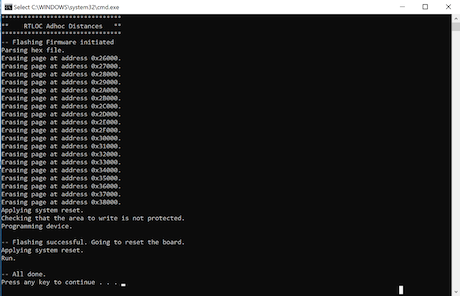 Select C:\WINDOWS\system32\cmd.exe
********************************
** RTLOC Adhoc Distances **
********************************
-- Flashing Firmware initiated
Parsing hex file.
Erasing page at address 0x26000.
Erasing page at address 0x27000.
Erasing page at address 0x28000.
Erasing page at address 0x29000.
Erasing page at address 0x2A000.
Erasing page at address 0x2B000.
Erasing page at address 0x2C000.
Erasing page at address 0x2D000.
Erasing page at address 0x2E000.
Erasing page at address 0x2F000.
Erasing page at address 0x30000.
Erasing page at address 0x31000.
Erasing page at address 0x32000.
Erasing page at address 0x33000.
Erasing page at address 0x34000.
Erasing page at address 0x35000.
Erasing page at address 0x36000.
Erasing page at address 0x37000.
Erasing page at address 0x38000.
Applying system reset.
Checking that the area to write is not protected.
Programming device.
-- Flashing successful. Going to reset the board.
Applying system reset.
Run.
-- All done.
Press any key to continue . . .